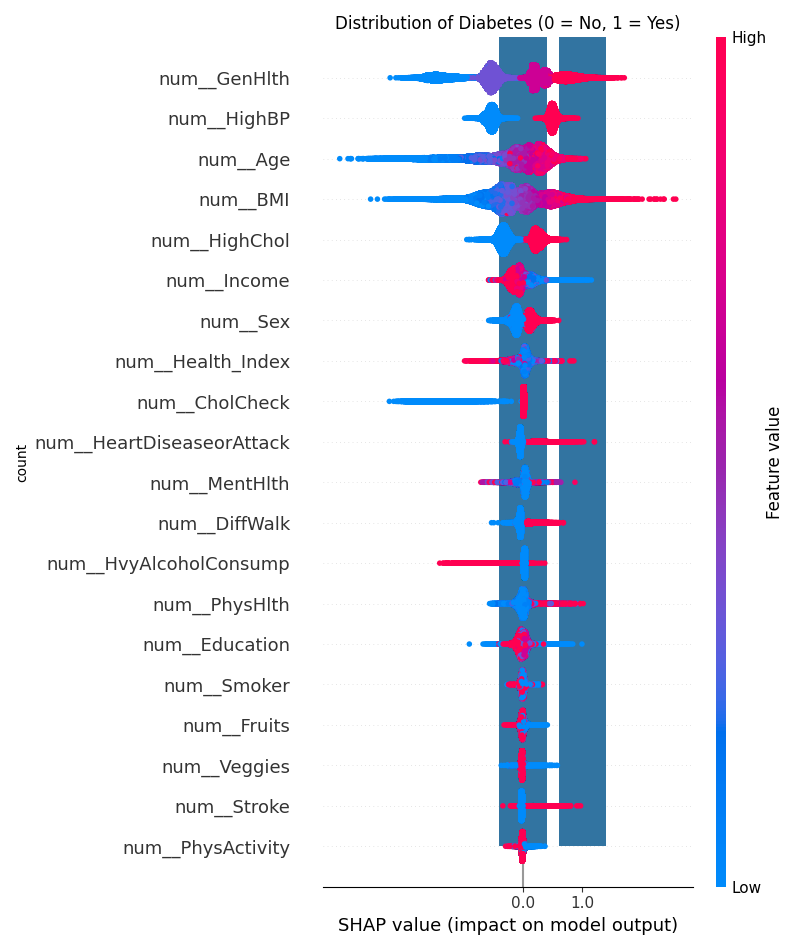 Distribution of Diabetes (0 = No, 1 = Yes)
High
num__GenHlth
num__HighBP
num__Age
num__BMI
num__HighChol
num__Income
num__Sex
num__Health_Index
num__CholCheck
num__HeartDiseaseorAttack
num__MentHlth
num__DiffWalk
num__HvyAlcoholConsump
num__PhysHlth
num__Education
num__Smoker
num__Fruits
num__Veggies
num__Stroke
num__PhysActivity
count
Feature value
Low
0.0 1.0
SHAP value (impact on model output)